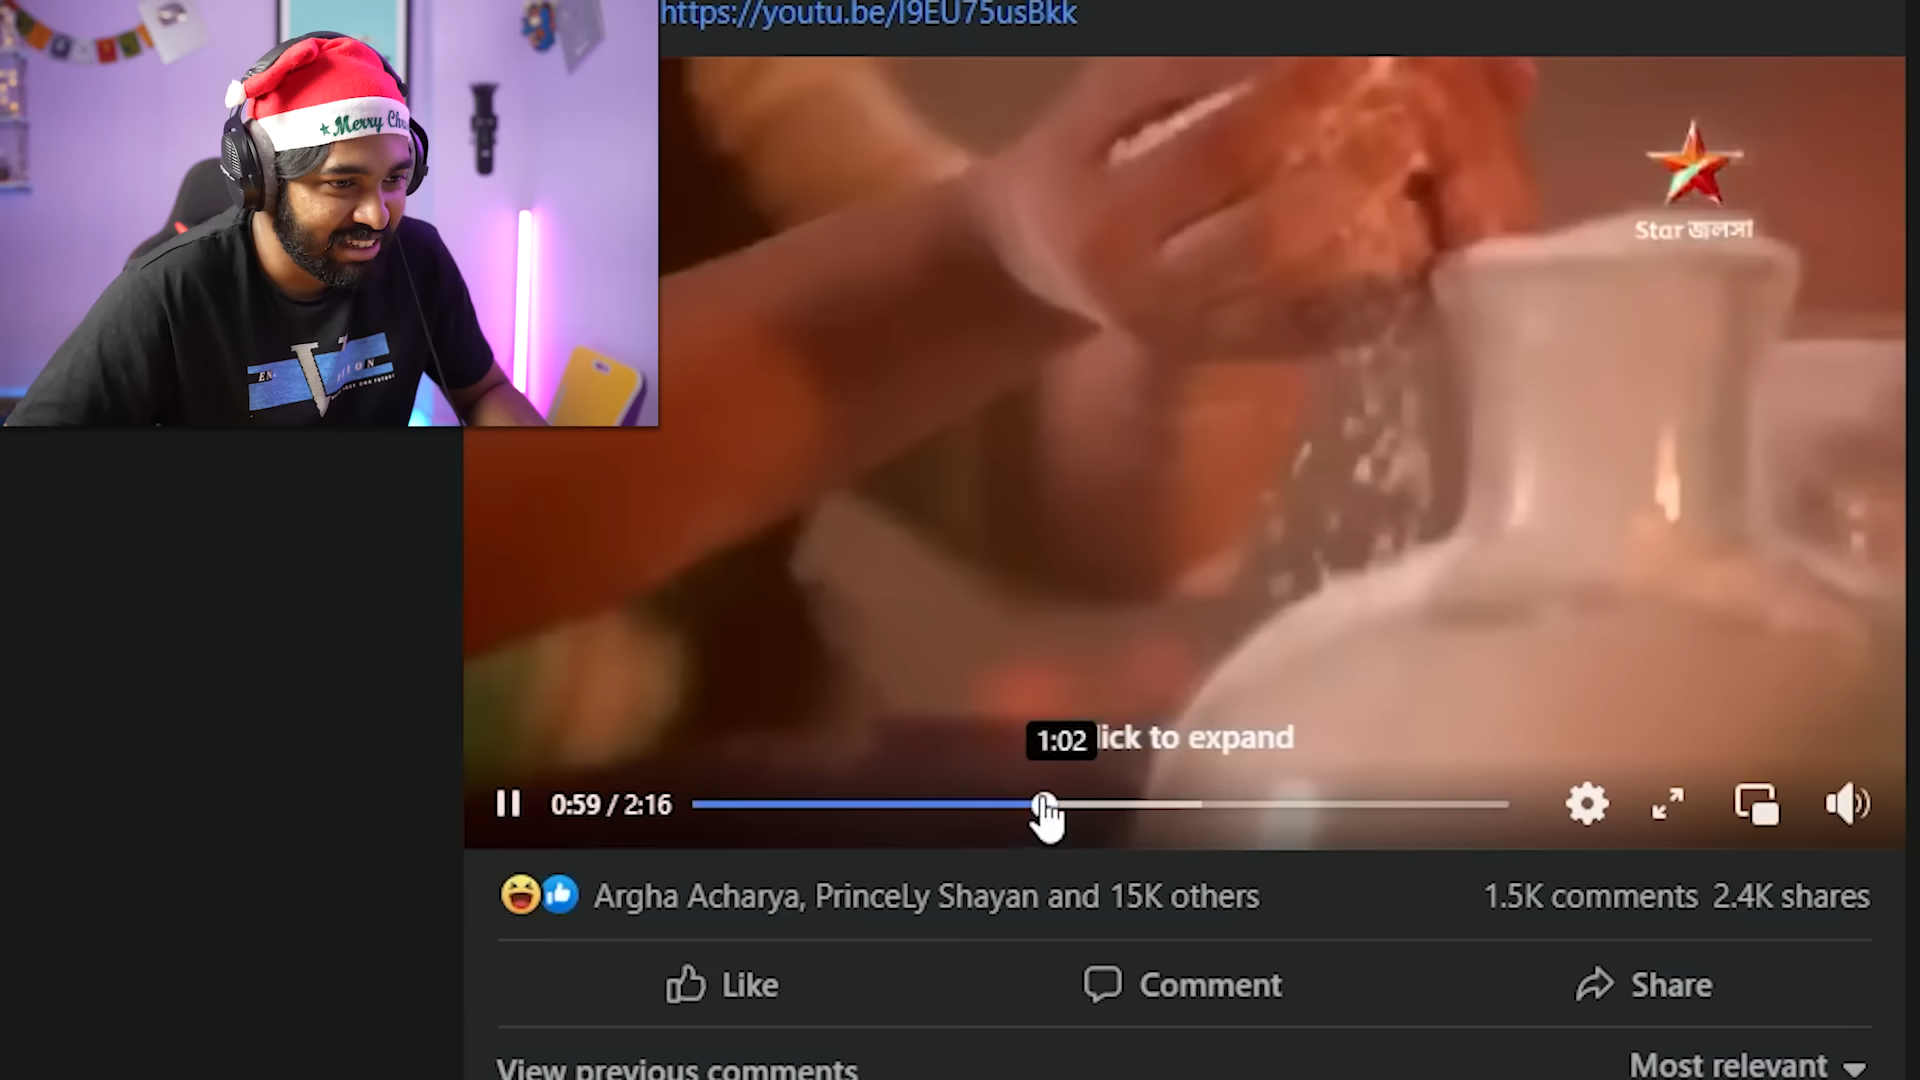 https://youtu.be/l9EU75usBkk
★Merry Chr
EN-
V
ISION
Star জলসা
1:02
lick to expand
0:59 / 2:16
Argha Acharya, PrinceLy Shayan and 15K others
1.5K comments 2.4K shares
Like
Comment
Share
View previous comments
Most relevant